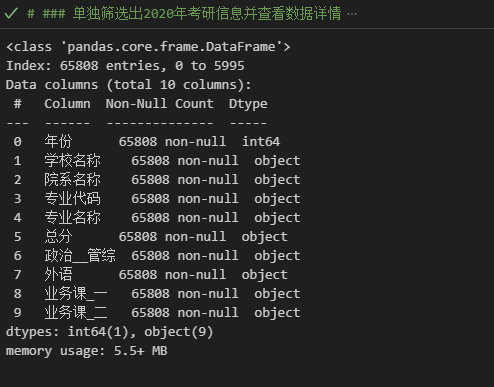 # ### 单独筛选出2020年考研信息并查看数据详情 ···
<class 'pandas.core.frame.DataFrame'>
Index: 65808 entries, 0 to 5995
Data columns (total 10 columns):
 #   Column  Non-Null Count  Dtype
---  ------  --------------  -----
 0   年份      65808 non-null  int64
 1   学校名称    65808 non-null  object
 2   院系名称    65808 non-null  object
 3   专业代码    65808 non-null  object
 4   专业名称    65808 non-null  object
 5   总分      65808 non-null  object
 6   政治__管综  65808 non-null  object
 7   外语      65808 non-null  object
 8   业务课_一   65808 non-null  object
 9   业务课_二   65808 non-null  object
dtypes: int64(1), object(9)
memory usage: 5.5+ MB